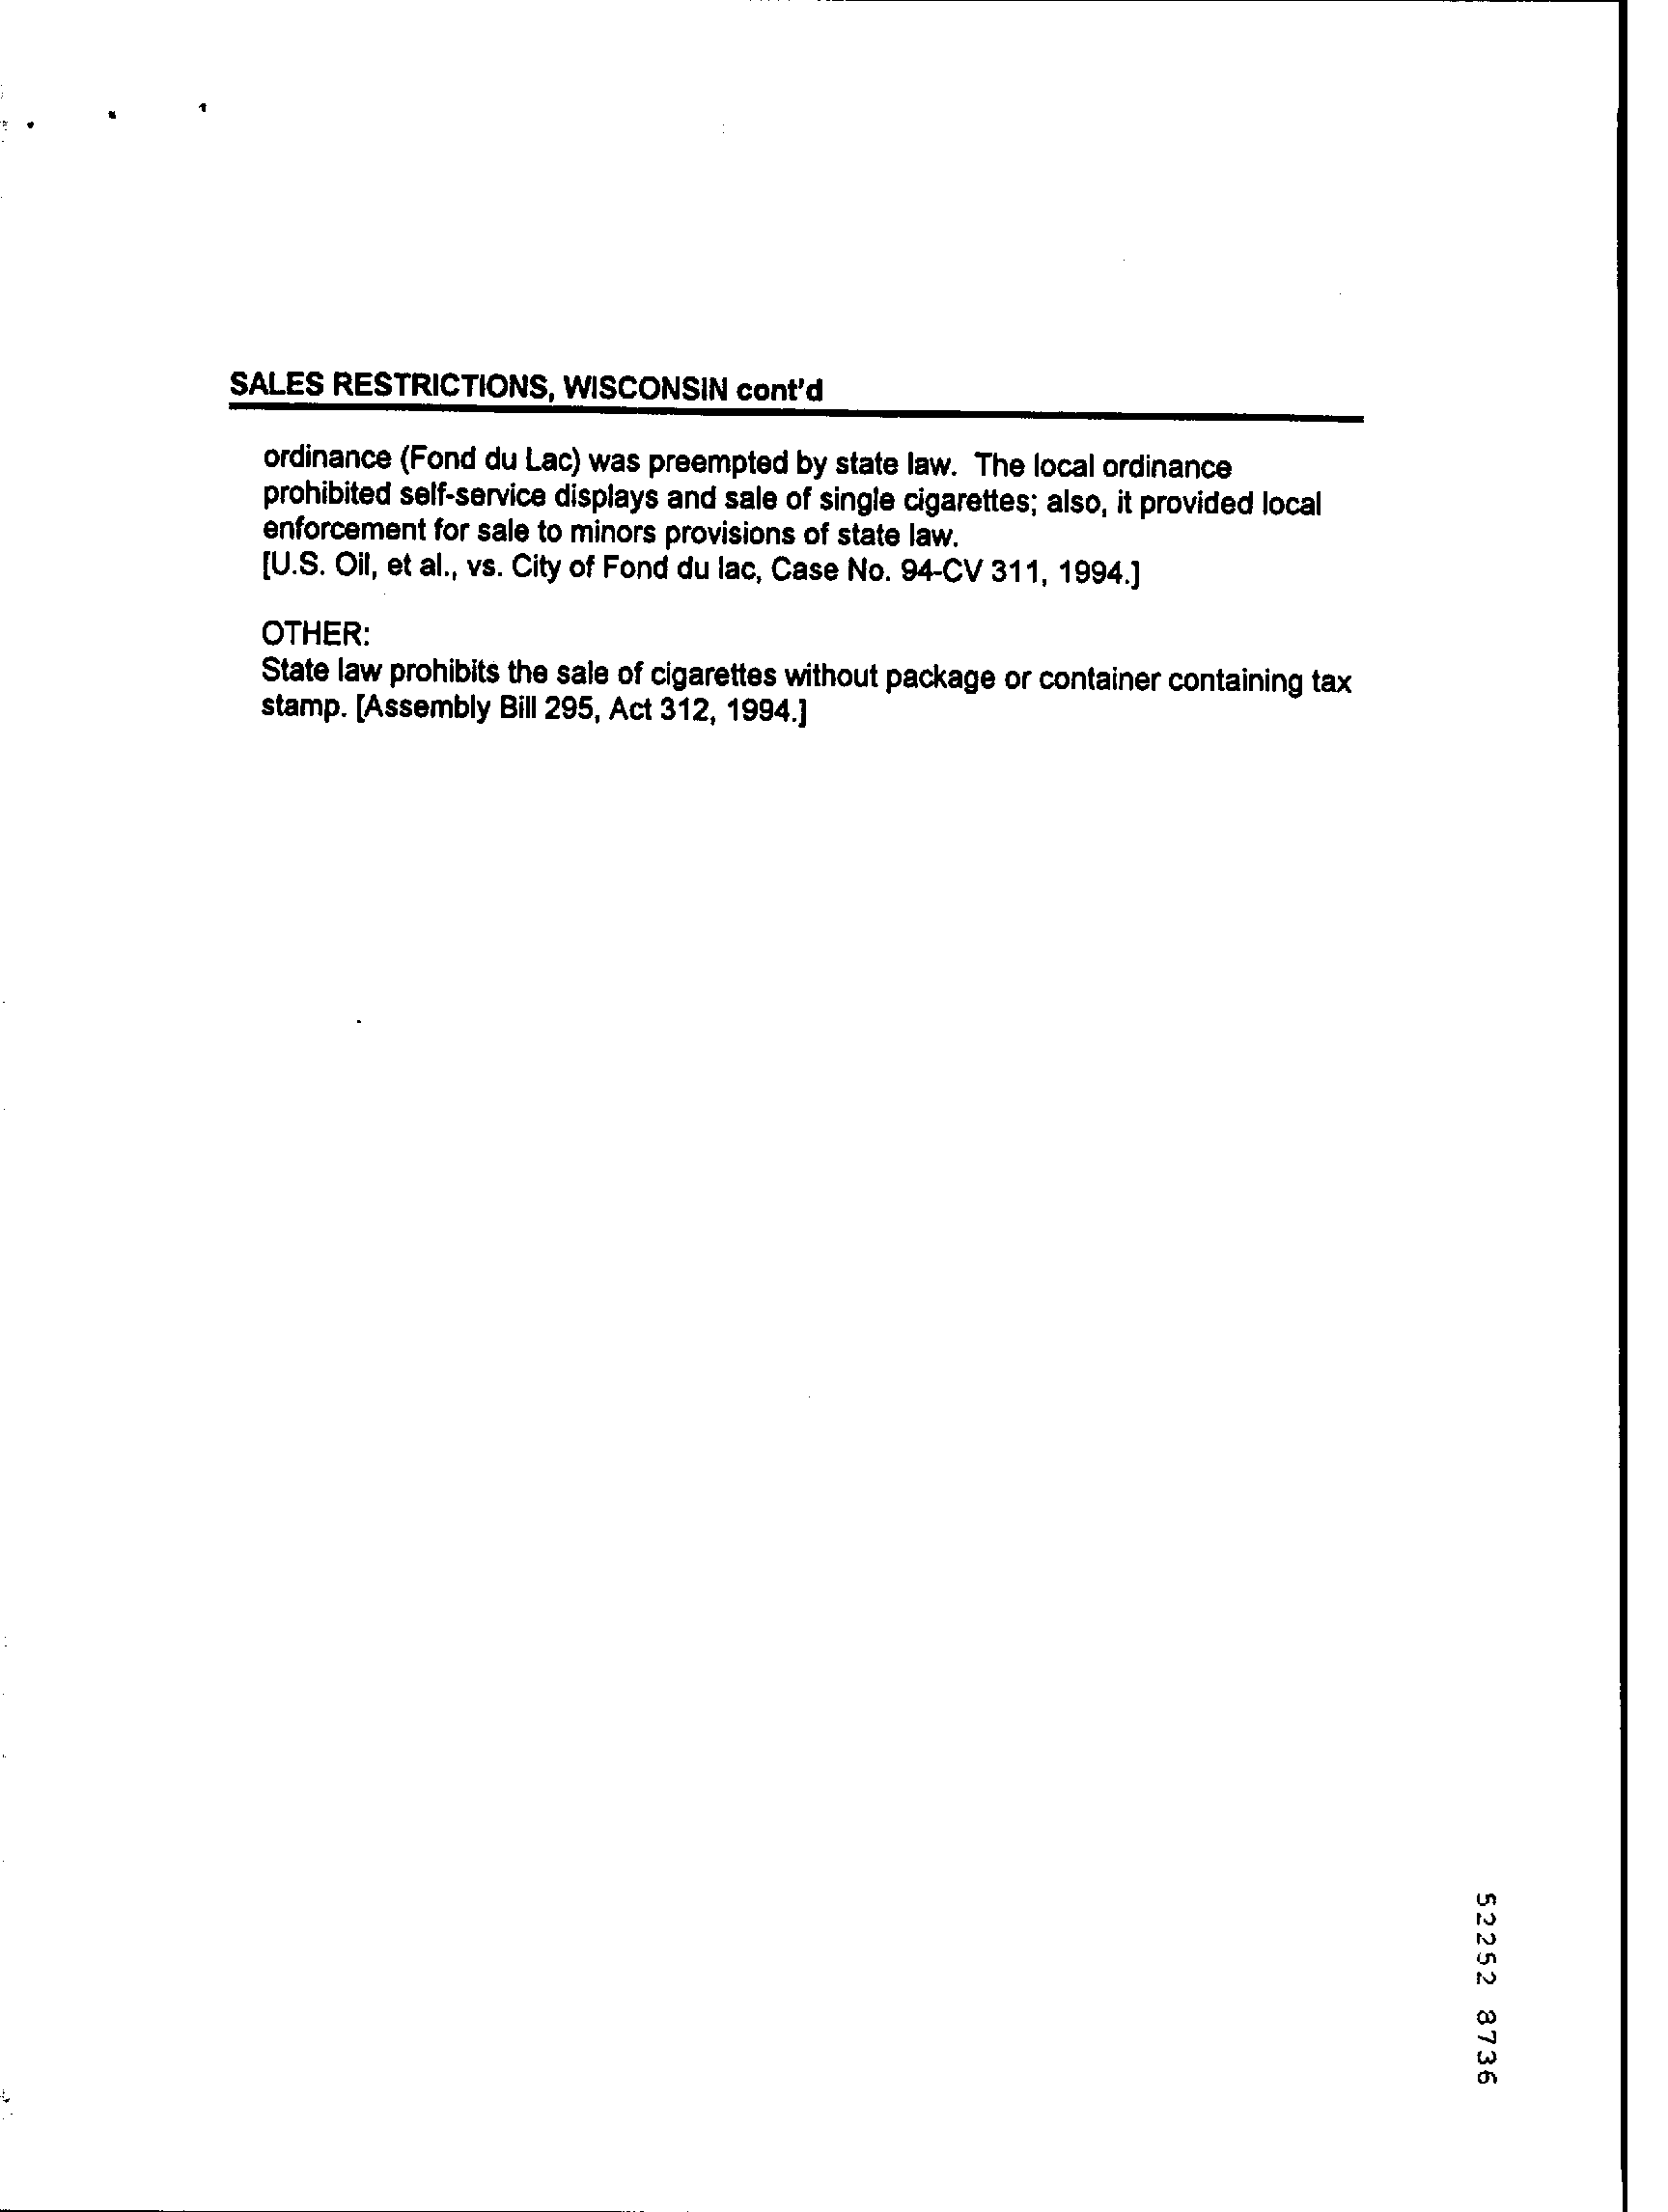 SALES RESTRICTIONS, WISCONSIN cont'd
ordinance (Fond du Lac) was preempted by state law. The local ordinance
prohibited self-service displays and sale of single cigarettes; also, it provided local
enforcement for sale to minors provisions of state law.
[U.S. Oil, et al., vs. City of Fond du lac, Case No. 94-CV 311, 1994.]
OTHER:
State law prohibits the sale of cigarettes without package or container containing tax
stamp. [Assembly Bill 295, Act 312, 1994.]
52252 8736